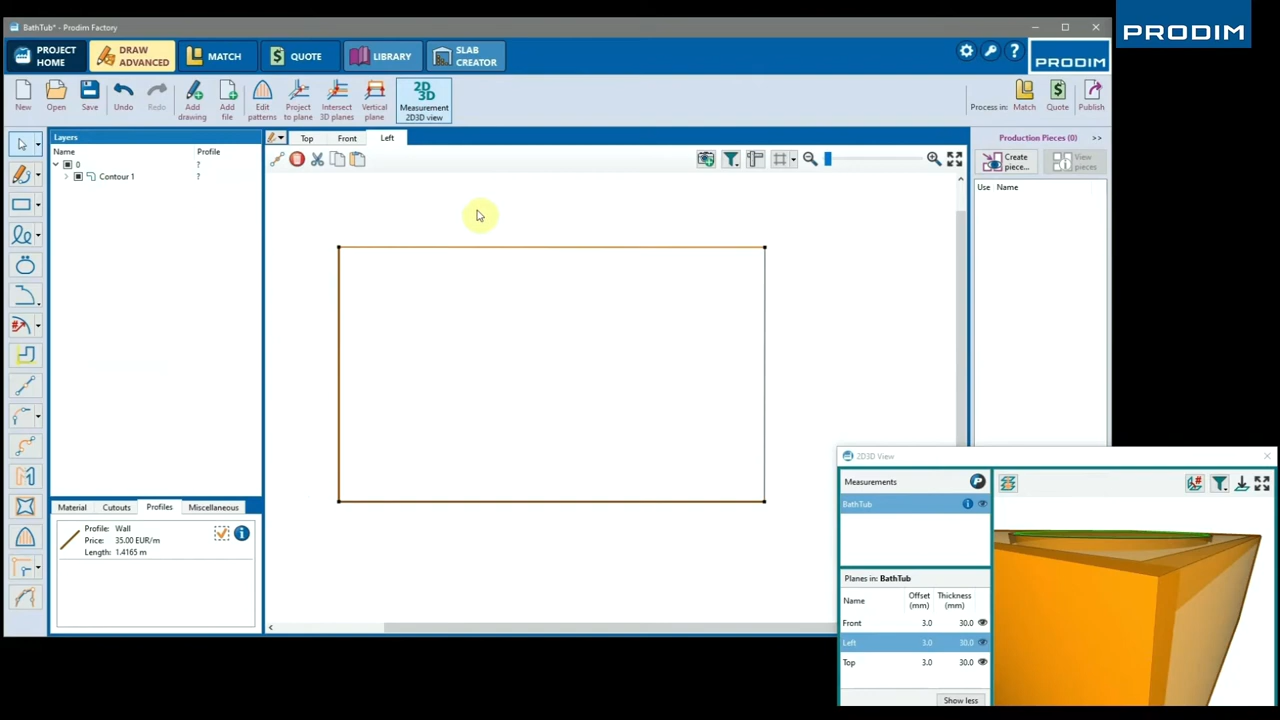 BathTub* - Prodim Factory
PRODIM
PROJECT HOME
DRAW ADVANCED
MATCH
QUOTE
LIBRARY
SLAB CREATOR
PRODIM
New
Open
Save
Undo
Redo
Add drawing
Add file
Edit patterns
Project to plane
Intersect 3D planes
Vertical plane
2D 3D
Measurement 2D3D view
Process in:
Match
Quote
Publish
Layers
Name Profile
0 ?
Contour 1 ?
Top
Front
Left
Production Pieces (0) >>
Create piece...
View pieces
Use Name
Material
Cutouts
Profiles
Miscellaneous
Profile: Wall
Price: 35.00 EUR/m
Length: 1.4165 m
2D3D View
Measurements
BathTub
Planes in: BathTub
Name Offset (mm) Thickness (mm)
Front 3.0 30.0
Left 3.0 30.0
Top 3.0 30.0
Show less